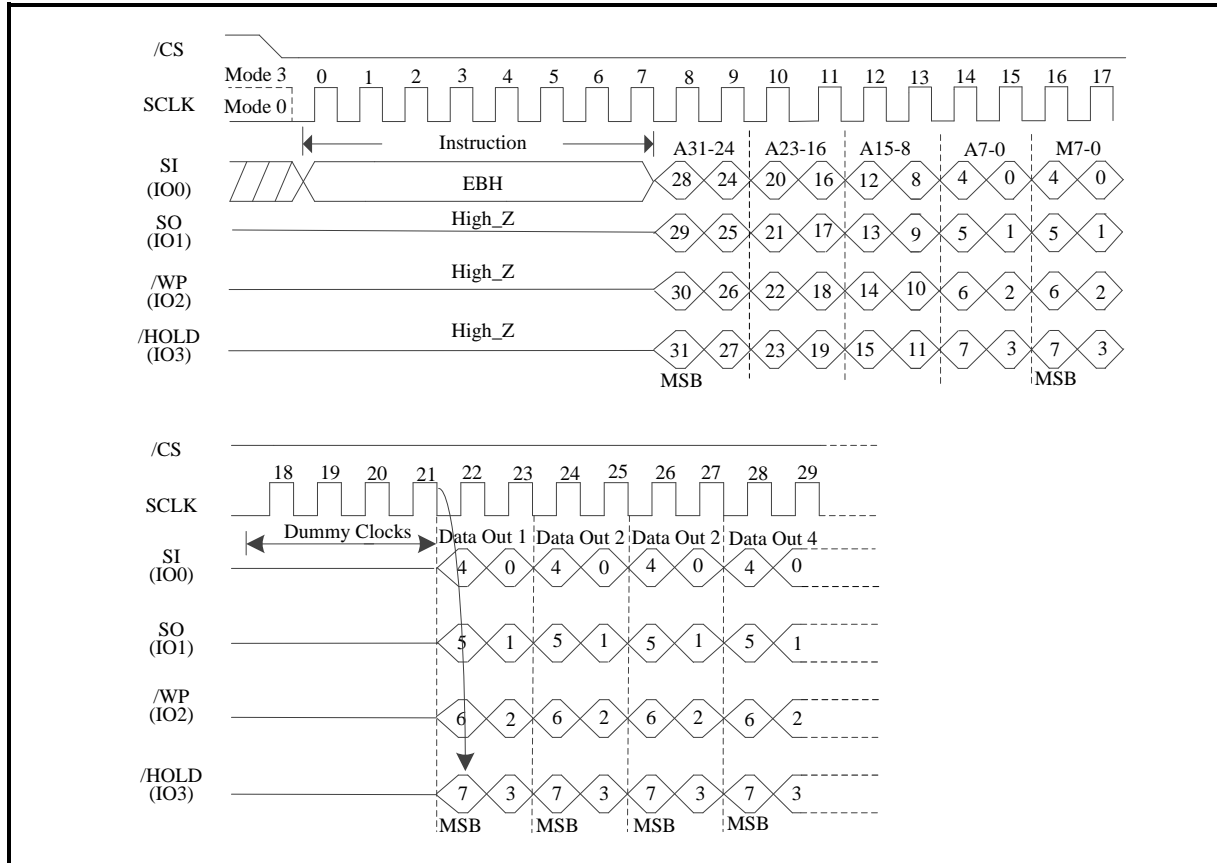 /CS
Mode 3 0 1 2 3 4 5 6 7 8 9 10 11 12 13 14 15 16 17
SCLK Mode 0
Instruction A31-24 A23-16 A15-8 A7-0 M7-0
SI
(IO0) EBH 28 24 20 16 12 8 4 0 4 0
SO
(IO1) High_Z 29 25 21 17 13 9 5 1 5 1
/WP
(IO2) High_Z 30 26 22 18 14 10 6 2 6 2
/HOLD
(IO3) High_Z 31 27 23 19 15 11 7 3 7 3
MSB MSB
/CS
18 19 20 21 22 23 24 25 26 27 28 29
SCLK
Dummy Clocks Data Out 1 Data Out 2 Data Out 2 Data Out 4
SI
(IO0) 4 0 4 0 4 0 4 0
SO
(IO1) 5 1 5 1 5 1 5 1
/WP
(IO2) 6 2 6 2 6 2 6 2
/HOLD
(IO3) 7 3 7 3 7 3 7 3
MSB MSB MSB MSB